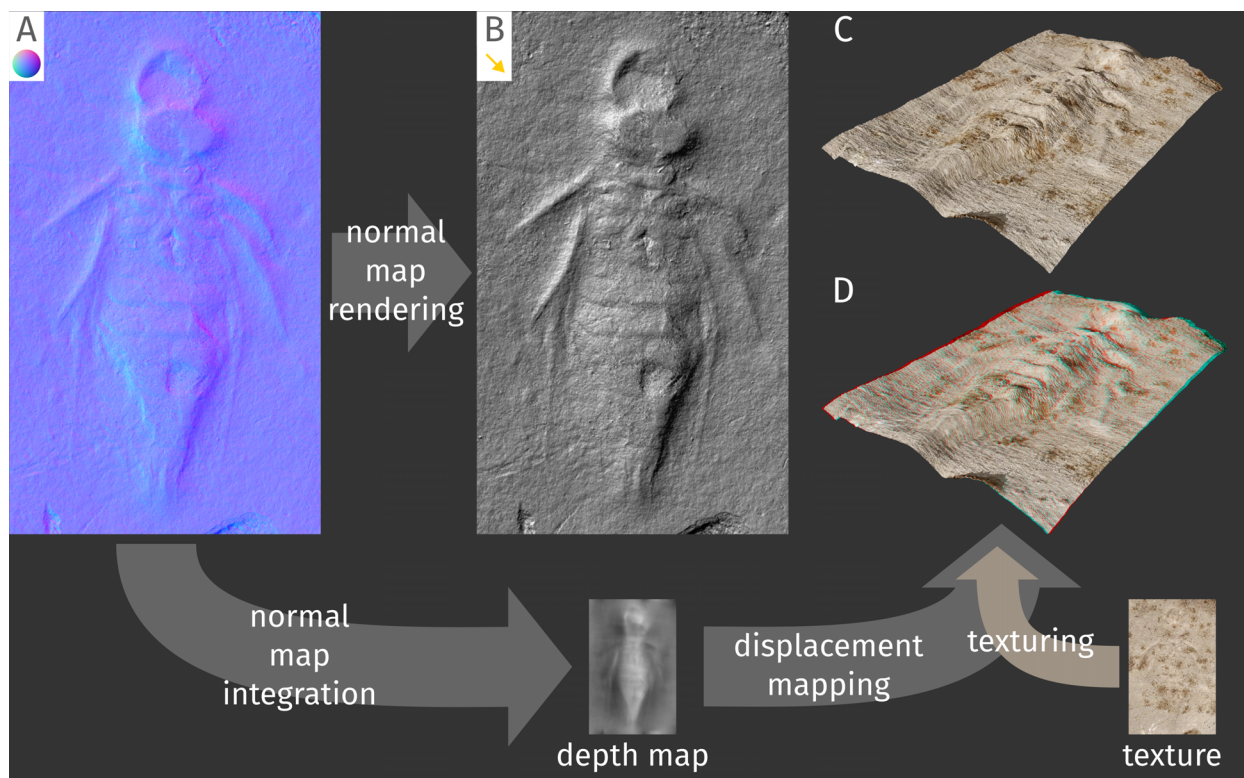 A
B
C
normal
map
rendering
D
normal
map
integration
displacement
mapping
texturing
depth map
texture